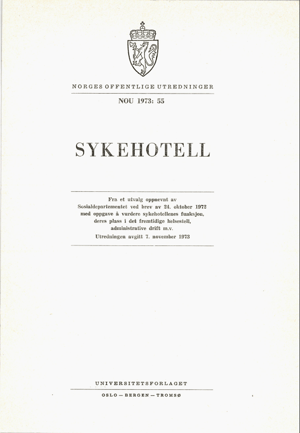 NORGES OFFENTLIGE UTREDNINGER
NOU 1973: 55
SYKEHOTELL
Fra et utvalg oppnevnt av
Sosialdepartementet ved brev av 24. oktober 1972
med oppgave å vurdere sykehotellenes funksjon,
deres plass i det fremtidige helsestell,
administrative drift m.v.
Utredningen avgitt 7. november 1973
UNIVERSITETSFORLAGET
OSLO — BERGEN — TROMSØ